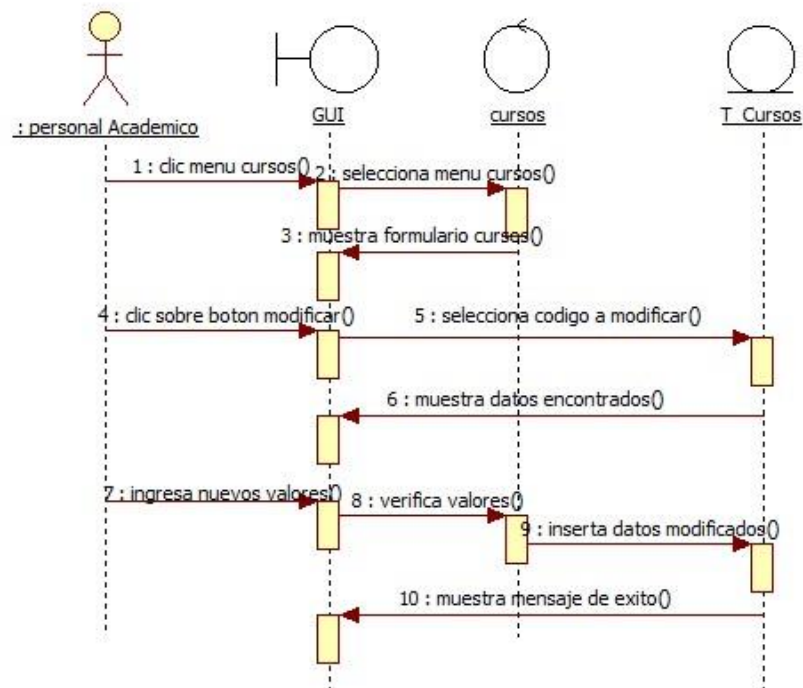 : personal Academico
GUI
cursos
T_Cursos
1 : clic menu cursos()
2 : selecciona menu cursos()
3 : muestra formulario cursos()
4 : clic sobre boton modificar()
5 : selecciona codigo a modificar()
6 : muestra datos encontrados()
7 : ingresa nuevos valores()
8 : verifica valores()
9 : inserta datos modificados()
10 : muestra mensaje de exito()